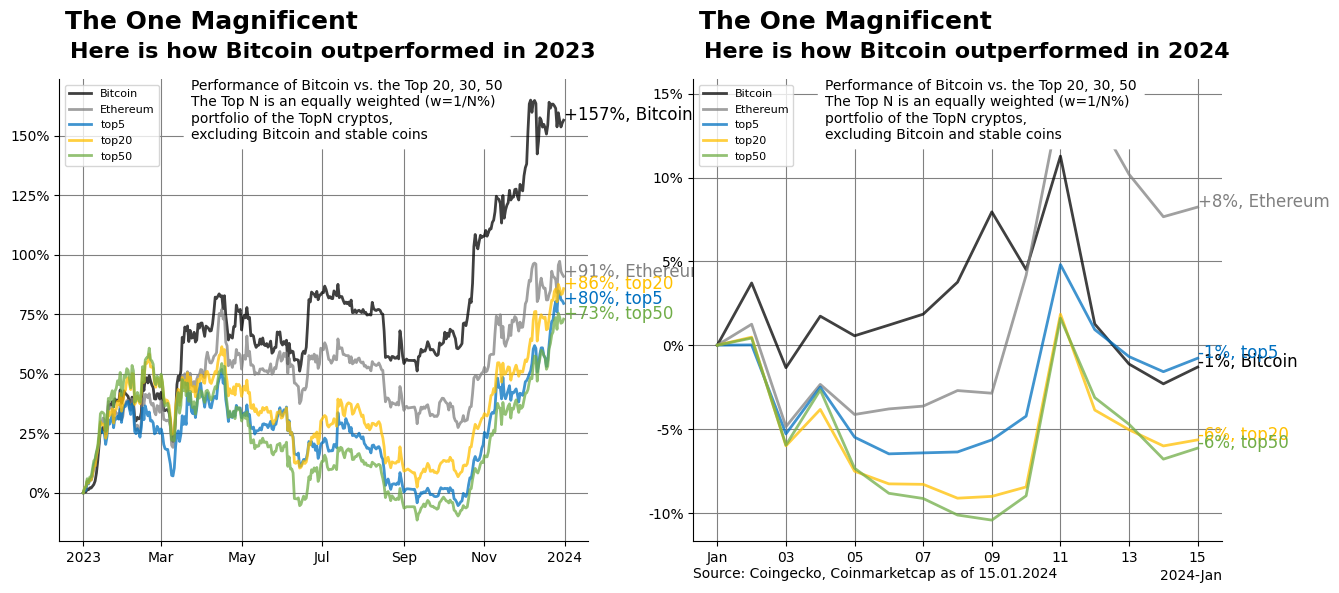 The One Magnificent
Here is how Bitcoin outperformed in 2023
Performance of Bitcoin vs. the Top 20, 30, 50
The Top N is an equally weighted (w=1/N%)
portfolio of the TopN cryptos,
excluding Bitcoin and stable coins
Bitcoin
Ethereum
top5
top20
top50
150%
125%
100%
75%
50%
25%
0%
+157%, Bitcoin
+91%, Ethereum
+86%, top20
+80%, top5
+73%, top50
2023
Mar
May
Jul
Sep
Nov
2024
The One Magnificent
Here is how Bitcoin outperformed in 2024
Performance of Bitcoin vs. the Top 20, 30, 50
The Top N is an equally weighted (w=1/N%)
portfolio of the TopN cryptos,
excluding Bitcoin and stable coins
Bitcoin
Ethereum
top5
top20
top50
15%
10%
5%
0%
-5%
-10%
+8%, Ethereum
-1%, top5
-1%, Bitcoin
-6%, top20
-6%, top50
Jan
03
05
07
09
11
13
15
2024-Jan
Source: Coingecko, Coinmarketcap as of 15.01.2024